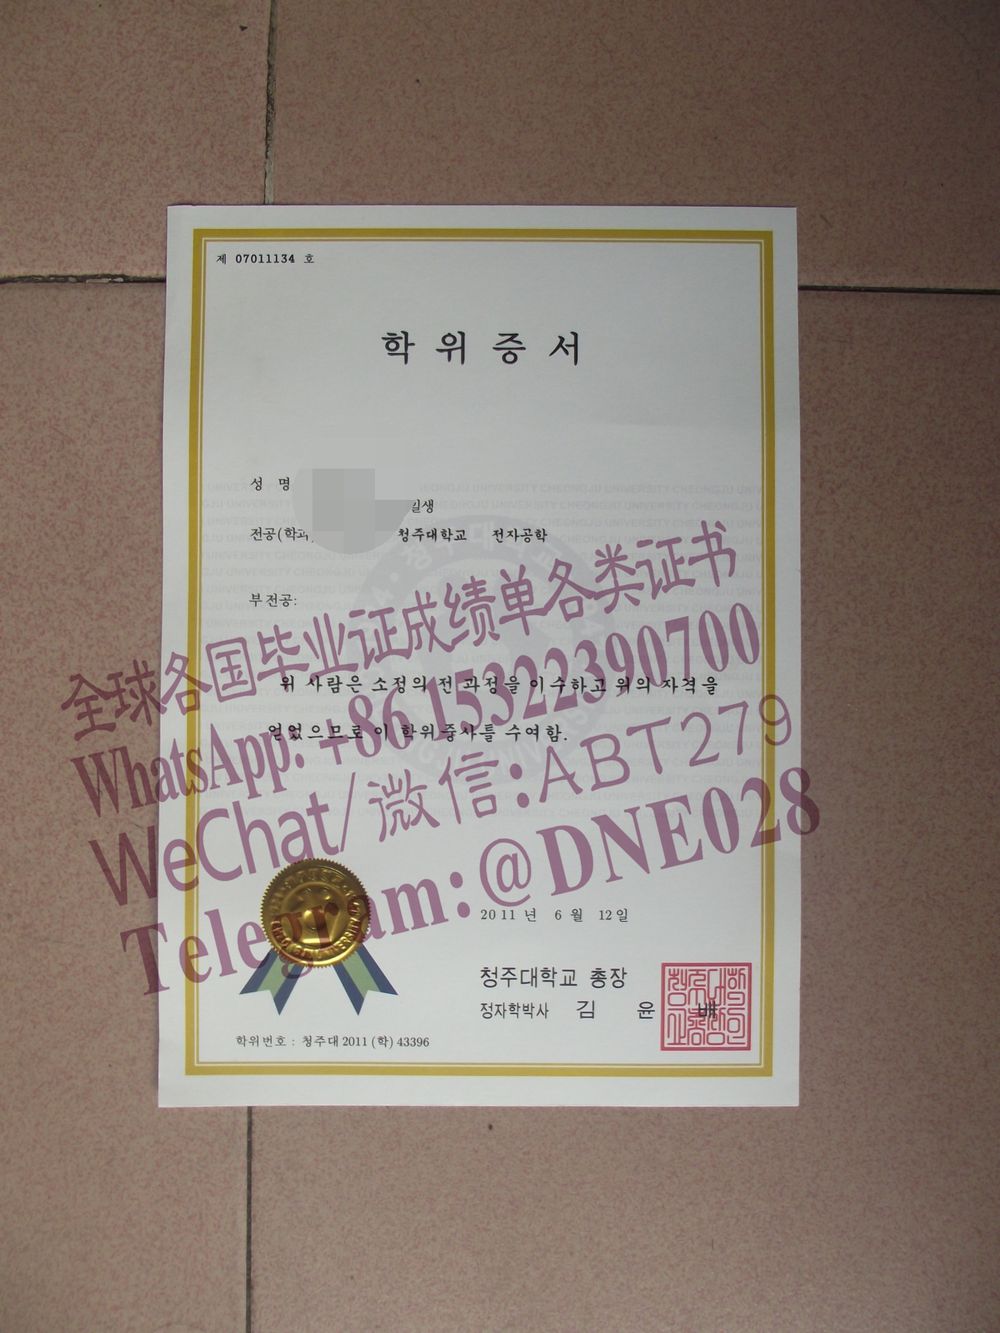 제 07011134 호
학위증서
성 명
일생
전공(학과) 청주대학교 전자공학
부전공:
全球各国毕业证成绩单各类证书
위 사람은 소정의 전 과정을 이수하고 위의 자격을
WhatsApp: +86 15322390700
얻었으므로 이 학위중사틀 수여함.
WeChat/微信:ABT279
Telegram:@DNE028
2011 년 6 월 12 일
청주대학교 총장
정자학박사 김 윤
학위번호 : 청주대 2011 (학) 43396